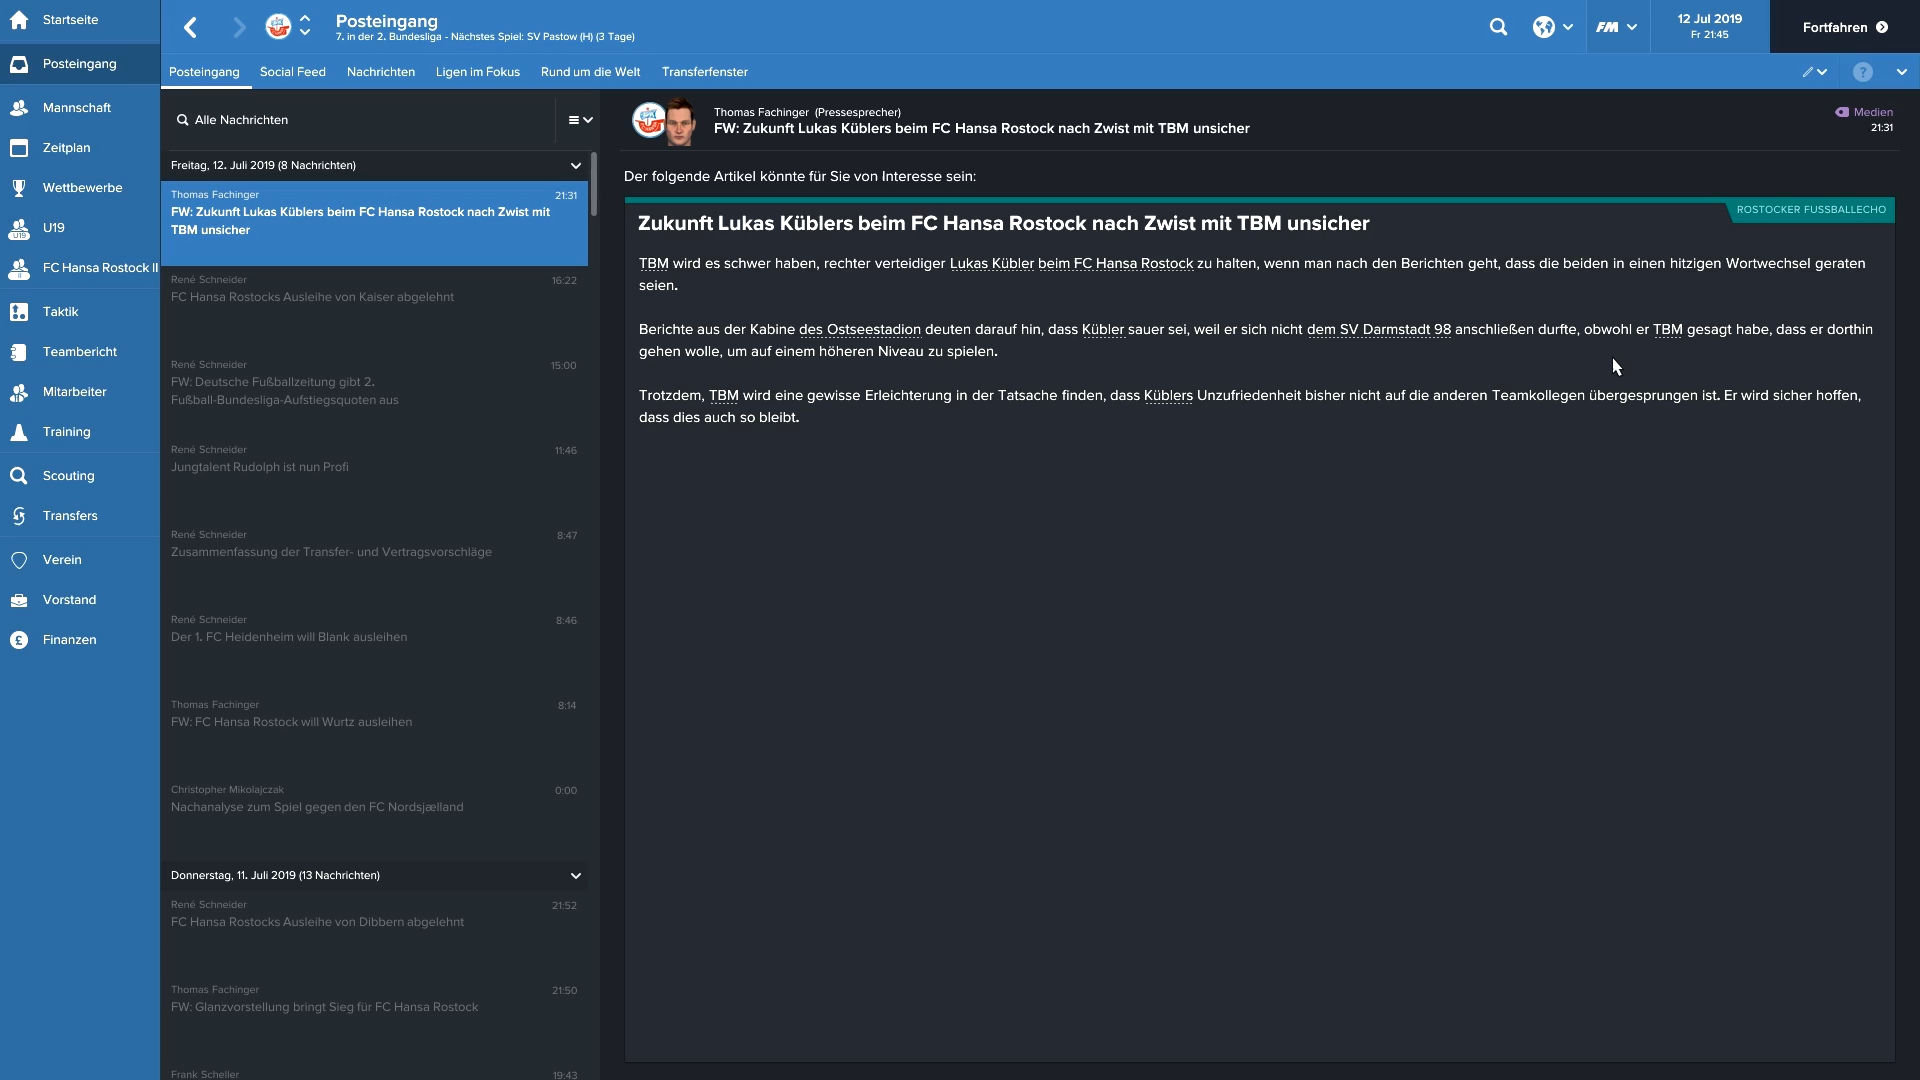 Startseite
Posteingang
Mannschaft
Zeitplan
Wettbewerbe
U19
FC Hansa Rostock II
Taktik
Teambericht
Mitarbeiter
Training
Scouting
Transfers
Verein
Vorstand
Finanzen
Posteingang
7. in der 2. Bundesliga - Nächstes Spiel: SV Pastow (H) (3 Tage)
FM
12 Jul 2019
Fr 21:45
Fortfahren
Posteingang Social Feed Nachrichten Ligen im Fokus Rund um die Welt Transferfenster
Alle Nachrichten
Freitag, 12. Juli 2019 (8 Nachrichten)
Thomas Fachinger 21:31
FW: Zukunft Lukas Küblers beim FC Hansa Rostock nach Zwist mit
TBM unsicher
René Schneider 16:22
FC Hansa Rostocks Ausleihe von Kaiser abgelehnt
René Schneider 15:00
FW: Deutsche Fußballzeitung gibt 2.
Fußball-Bundesliga-Aufstiegsquoten aus
René Schneider 11:46
Jungtalent Rudolph ist nun Profi
René Schneider 8:47
Zusammenfassung der Transfer- und Vertragsvorschläge
René Schneider 8:46
Der 1. FC Heidenheim will Blank ausleihen
Thomas Fachinger 8:14
FW: FC Hansa Rostock will Wurtz ausleihen
Christopher Mikolajczak 0:00
Nachanalyse zum Spiel gegen den FC Nordsjælland
Donnerstag, 11. Juli 2019 (13 Nachrichten)
René Schneider 21:52
FC Hansa Rostocks Ausleihe von Dibbern abgelehnt
Thomas Fachinger 21:50
FW: Glanzvorstellung bringt Sieg für FC Hansa Rostock
Frank Scheller 19:43
Thomas Fachinger (Pressesprecher)
FW: Zukunft Lukas Küblers beim FC Hansa Rostock nach Zwist mit TBM unsicher
Medien
21:31
Der folgende Artikel könnte für Sie von Interesse sein:
ROSTOCKER FUSSBALLECHO
Zukunft Lukas Küblers beim FC Hansa Rostock nach Zwist mit TBM unsicher
TBM wird es schwer haben, rechter verteidiger Lukas Kübler beim FC Hansa Rostock zu halten, wenn man nach den Berichten geht, dass die beiden in einen hitzigen Wortwechsel geraten
seien.
Berichte aus der Kabine des Ostseestadion deuten darauf hin, dass Kübler sauer sei, weil er sich nicht dem SV Darmstadt 98 anschließen durfte, obwohl er TBM gesagt habe, dass er dorthin
gehen wolle, um auf einem höheren Niveau zu spielen.
Trotzdem, TBM wird eine gewisse Erleichterung in der Tatsache finden, dass Küblers Unzufriedenheit bisher nicht auf die anderen Teamkollegen übergesprungen ist. Er wird sicher hoffen,
dass dies auch so bleibt.